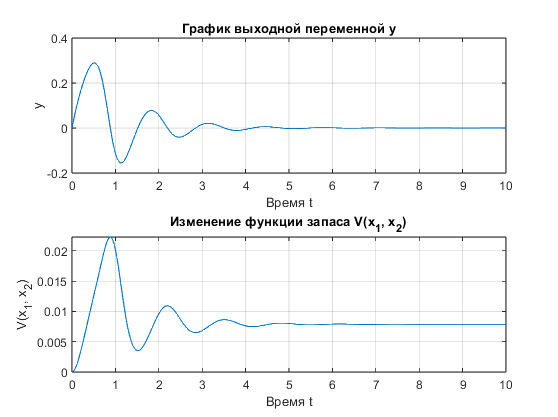 График выходной переменной y
0.4
0.2
0
-0.2
y
0 1 2 3 4 5 6 7 8 9 10
Время t
Изменение функции запаса V(x₁, x₂)
0.02
0.015
0.01
0.005
0
V(x₁, x₂)
0 1 2 3 4 5 6 7 8 9 10
Время t